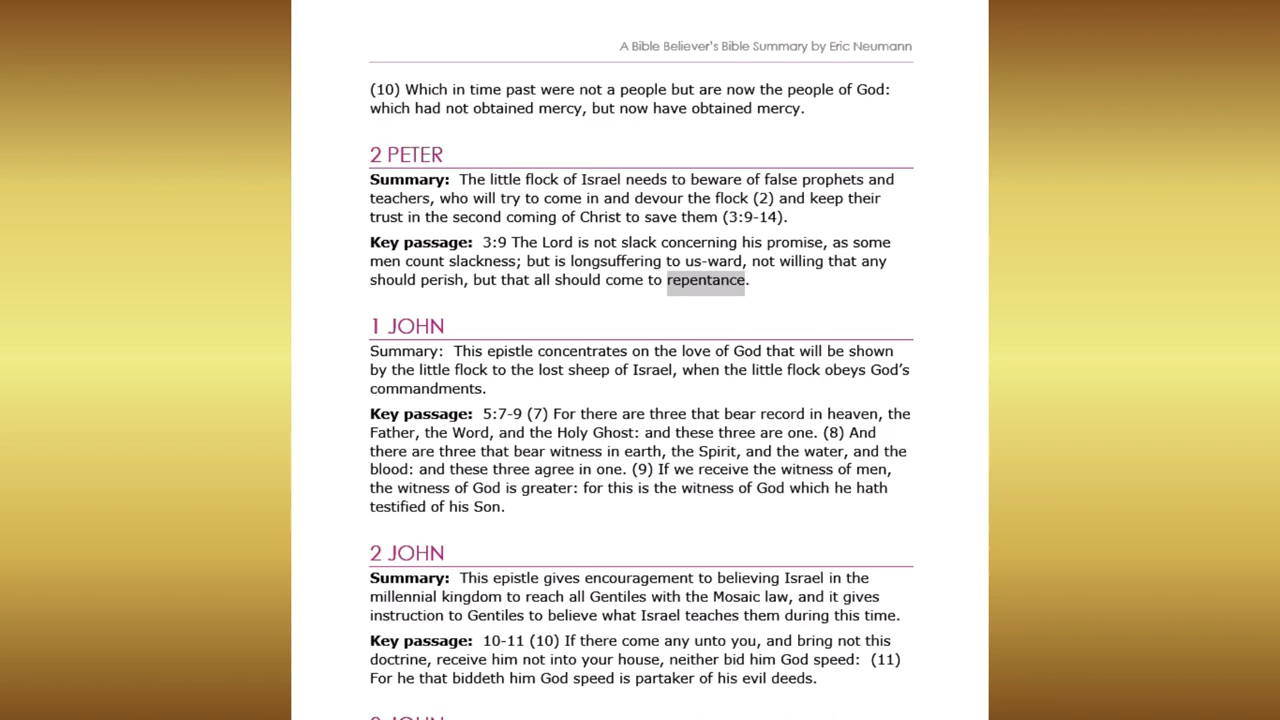 A Bible Believer's Bible Summary by Eric Neumann
(10) Which in time past were not a people but are now the people of God:
which had not obtained mercy, but now have obtained mercy.
2 PETER
Summary:  The little flock of Israel needs to beware of false prophets and
teachers, who will try to come in and devour the flock (2) and keep their
trust in the second coming of Christ to save them (3:9-14).
Key passage:  3:9 The Lord is not slack concerning his promise, as some
men count slackness; but is longsuffering to us-ward, not willing that any
should perish, but that all should come to repentance.
1 JOHN
Summary:  This epistle concentrates on the love of God that will be shown
by the little flock to the lost sheep of Israel, when the little flock obeys God's
commandments.
Key passage:  5:7-9 (7) For there are three that bear record in heaven, the
Father, the Word, and the Holy Ghost: and these three are one. (8) And
there are three that bear witness in earth, the Spirit, and the water, and the
blood: and these three agree in one. (9) If we receive the witness of men,
the witness of God is greater: for this is the witness of God which he hath
testified of his Son.
2 JOHN
Summary:  This epistle gives encouragement to believing Israel in the
millennial kingdom to reach all Gentiles with the Mosaic law, and it gives
instruction to Gentiles to believe what Israel teaches them during this time.
Key passage:  10-11 (10) If there come any unto you, and bring not this
doctrine, receive him not into your house, neither bid him God speed:  (11)
For he that biddeth him God speed is partaker of his evil deeds.